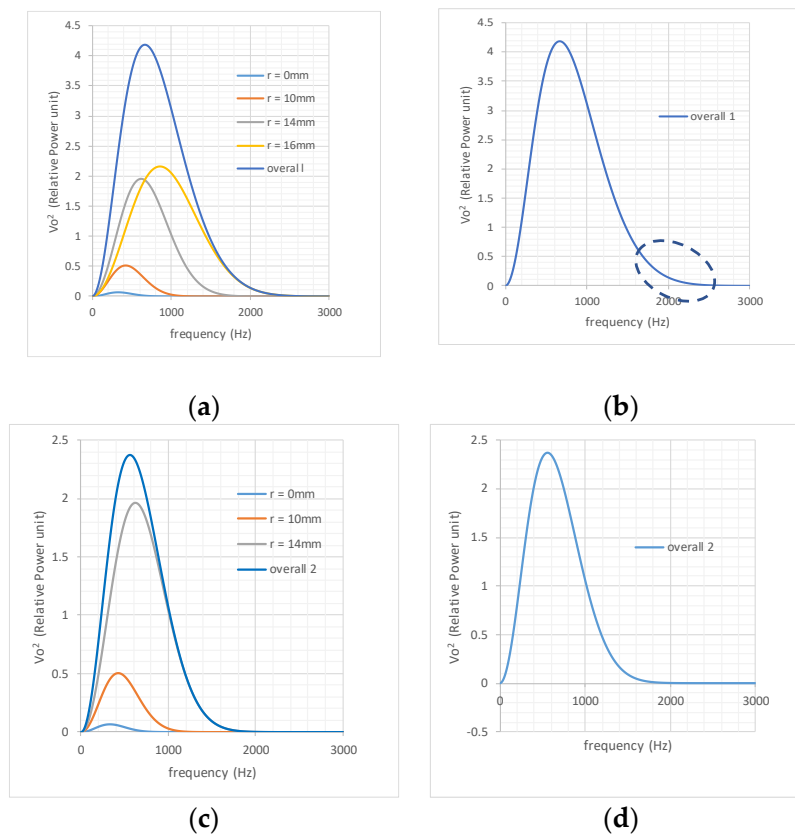 4.5
4
3.5
3
2.5
2
1.5
1
0.5
0
Vo² (Relative Power unit)
r = 0mm
r = 10mm
r = 14mm
r = 16mm
overal l
0 1000 2000 3000
frequency (Hz)
(a)
4.5
4
3.5
3
2.5
2
1.5
1
0.5
0
Vo² (Relative Power unit)
overall 1
0 1000 2000 3000
frequency (Hz)
(b)
2.5
2
1.5
1
0.5
0
Vo² (Relative Power unit)
r = 0mm
r = 10mm
r = 14mm
overall 2
0 1000 2000 3000
frequency (Hz)
(c)
2.5
2
1.5
1
0.5
0
-0.5
Vo² (Relative Power unit)
overall 2
0 1000 2000 3000
frequency (Hz)
(d)